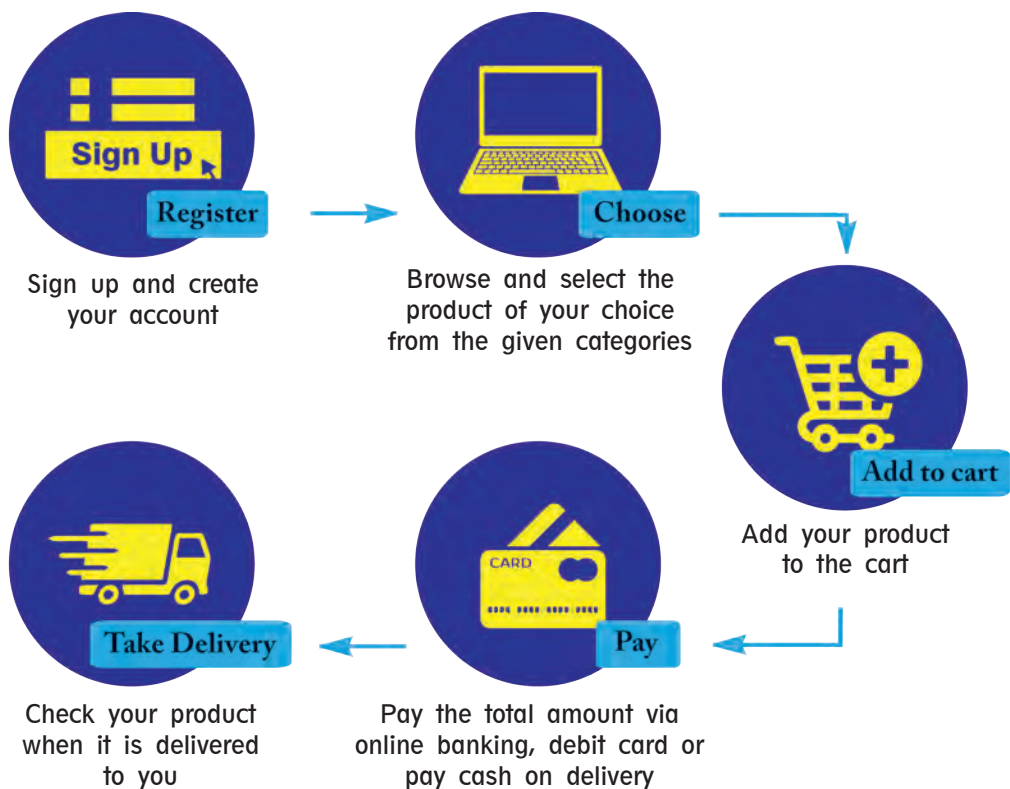 Sign Up
Register
Sign up and create
your account
Choose
Browse and select the
product of your choice
from the given categories
Add to cart
Add your product
to the cart
CARD
Pay
Pay the total amount via
online banking, debit card or
pay cash on delivery
Take Delivery
Check your product
when it is delivered
to you